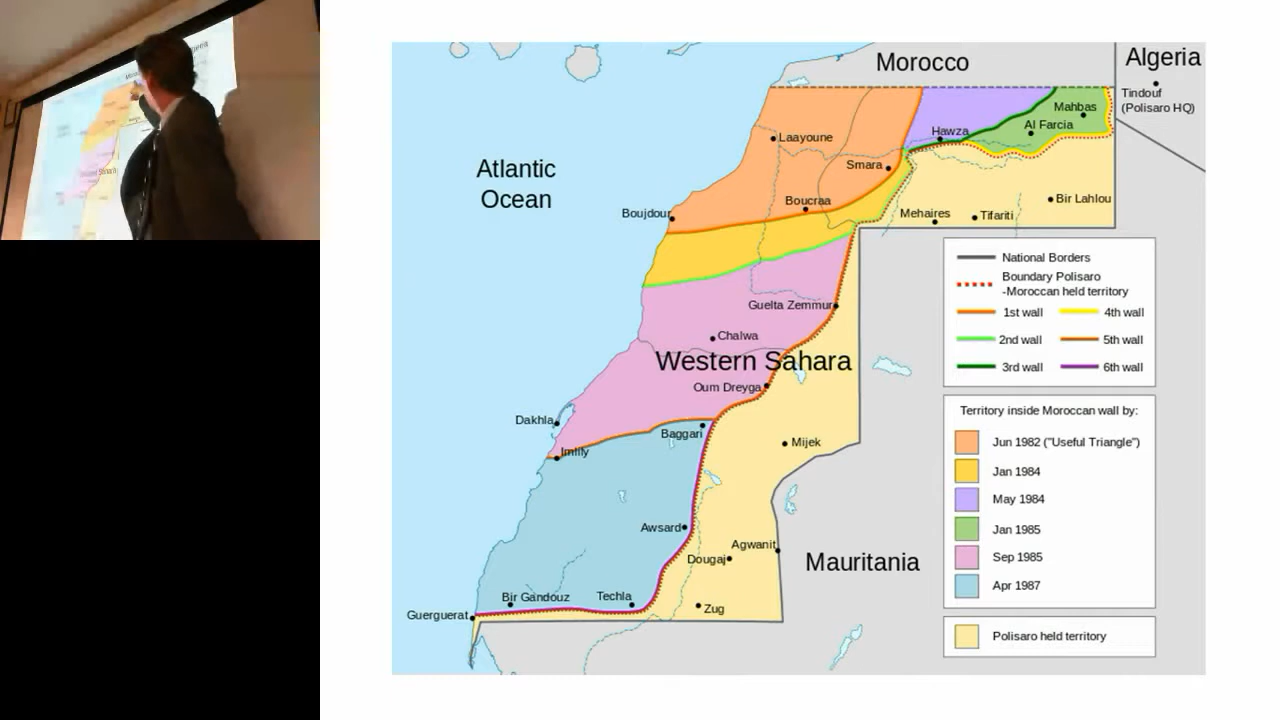 Morocco
Algeria
Tindouf
(Polisaro HQ)
Mahbas
Al Farcia
Hawza
Laayoune
Smara
Atlantic
Ocean
Boucraa
Bir Lahlou
Boujdour
Mehaires
Tifariti
National Borders
Boundary Polisaro
-Moroccan held territory
1st wall
4th wall
2nd wall
5th wall
3rd wall
6th wall
Guelta Zemmur
Chalwa
Western Sahara
Oum Dreyga
Dakhla
Baggari
Imlily
Mijek
Territory inside Moroccan wall by:
Jun 1982 ("Useful Triangle")
Jan 1984
May 1984
Jan 1985
Sep 1985
Apr 1987
Awsard
Agwanit
Dougaj
Mauritania
Bir Gandouz
Techla
Zug
Guerguerat
Polisaro held territory